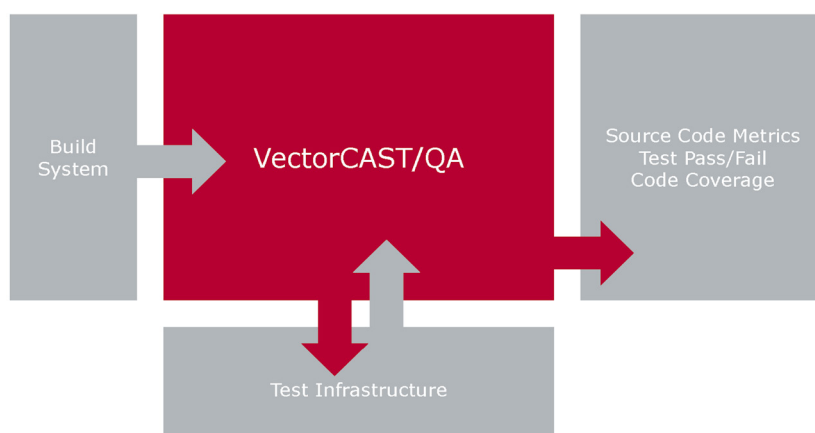 Build
System
VectorCAST/QA
Source Code Metrics
Test Pass/Fail
Code Coverage
Test Infrastructure